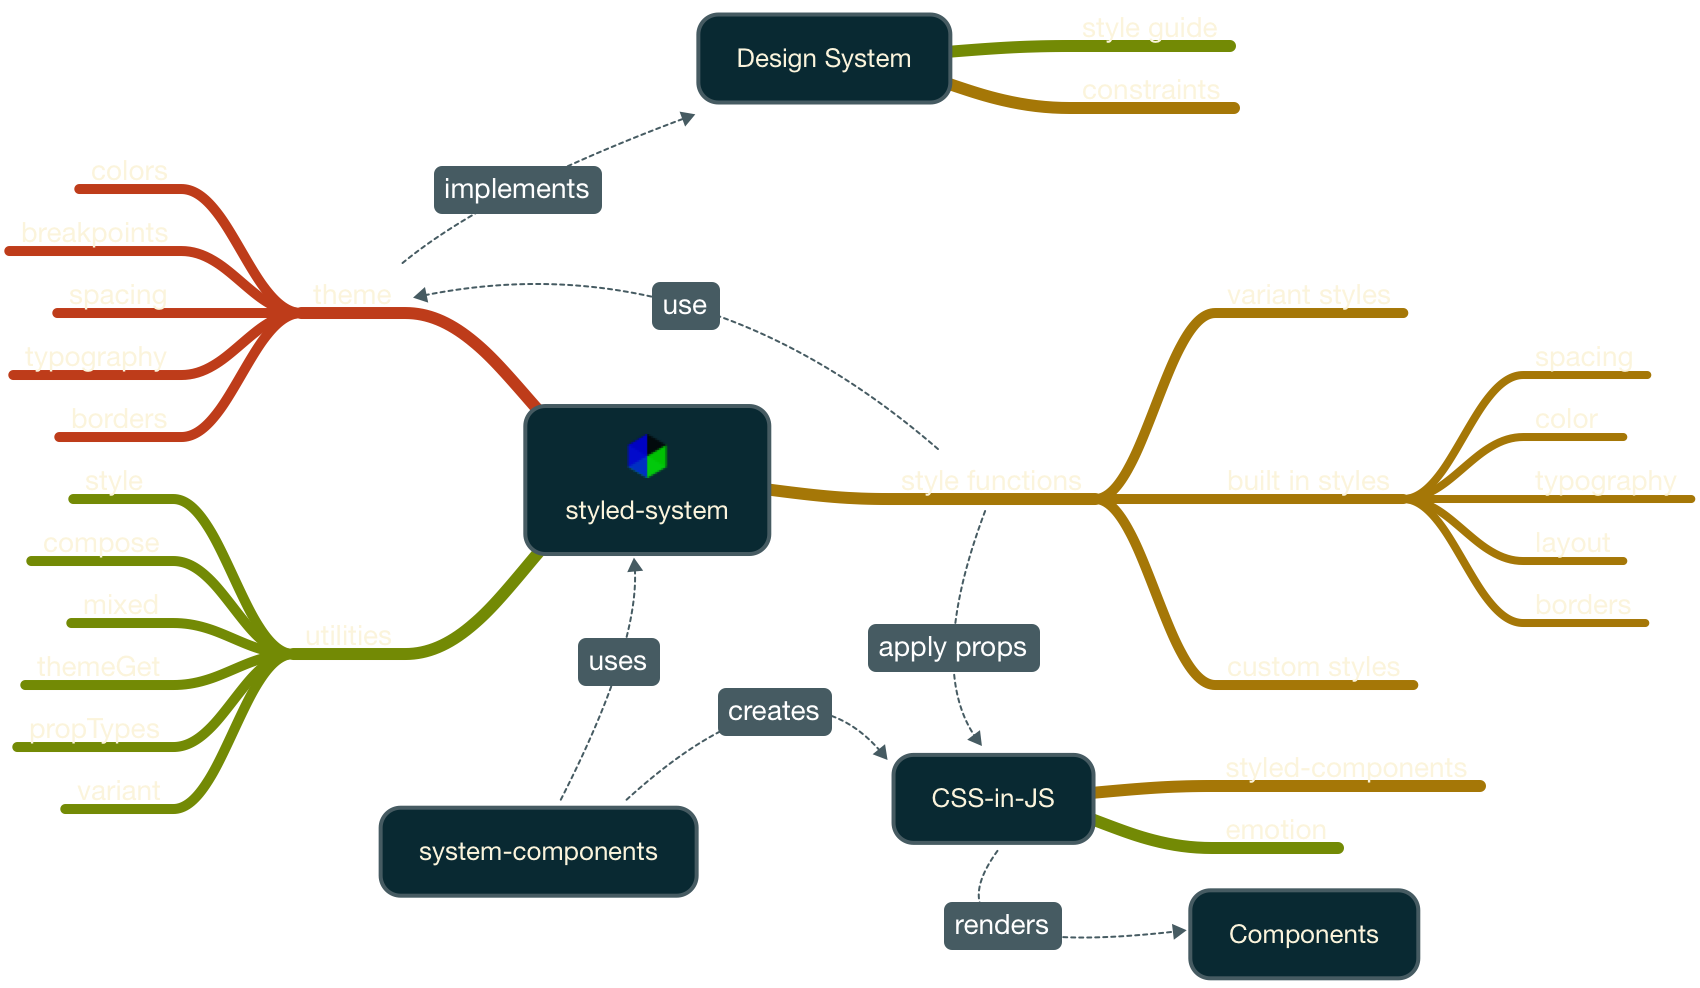 Design System
style guide
constraints
implements
colors
breakpoints
spacing
typography
borders
theme
use
styled-system
style
compose
mixed
themeGet
propTypes
variant
utilities
style functions
variant styles
built in styles
custom styles
spacing
color
typography
layout
borders
uses
apply props
creates
system-components
CSS-in-JS
styled-components
emotion
renders
Components